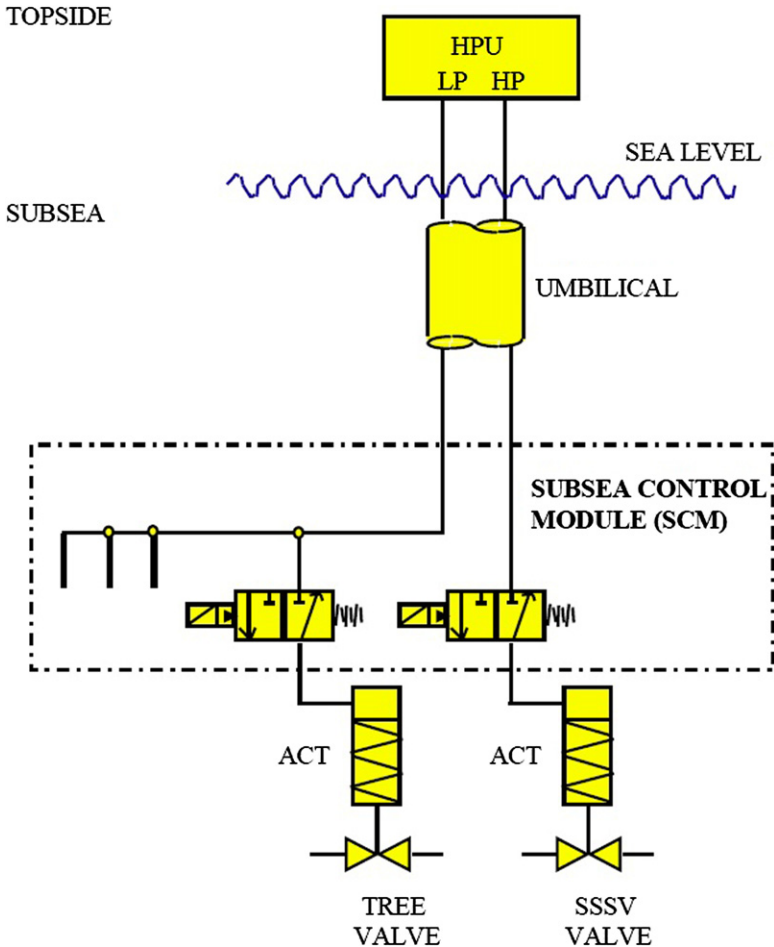 TOPSIDE
HPU
LP HP
SEA LEVEL
SUBSEA
UMBILICAL
SUBSEA CONTROL
MODULE (SCM)
ACT
ACT
TREE
VALVE
SSSV
VALVE